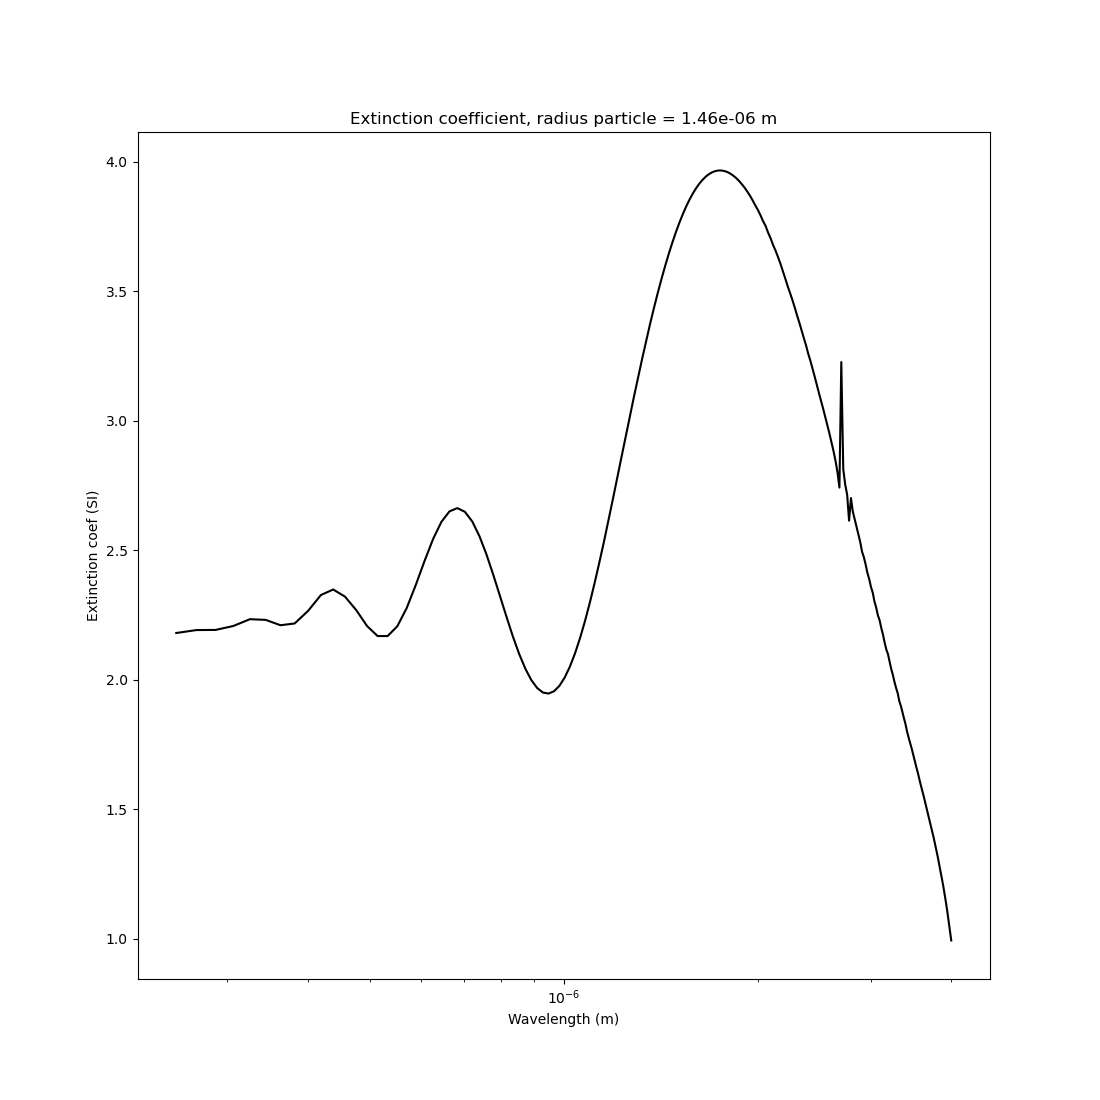 Extinction coefficient, radius particle = 1.46e-06 m
4.0
3.5
3.0
2.5
2.0
1.5
1.0
Extinction coef (SI)
10⁻⁶
Wavelength (m)